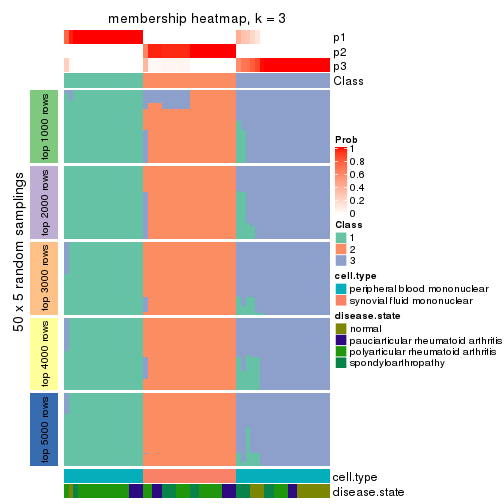 membership heatmap, k = 3
p1
p2
p3
Class
50 x 5 random samplings
top 1000 rows
top 2000 rows
top 3000 rows
top 4000 rows
top 5000 rows
cell.type
disease.state
Prob
1
0.8
0.6
0.4
0.2
0
Class
1
2
3
cell.type
peripheral blood mononuclear
synovial fluid mononuclear
disease.state
normal
pauciarticular rheumatoid arthritis
polyarticular rheumatoid arthritis
spondyloarthropathy